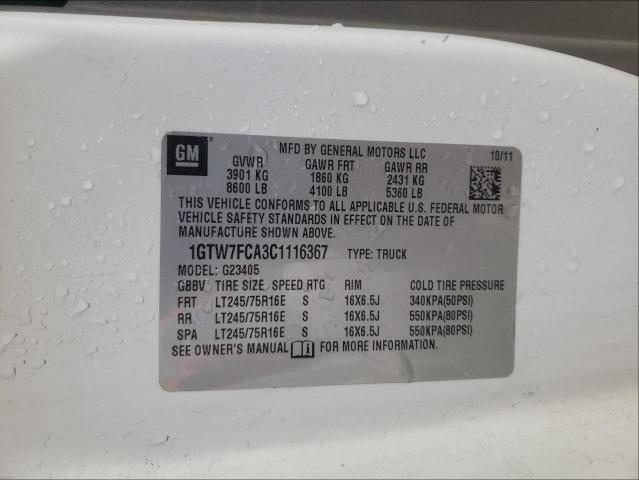 GM
MFD BY GENERAL MOTORS LLC 10/11
GVWR GAWR FRT GAWR RR
3901 KG 1860 KG 2431 KG
8600 LB 4100 LB 5360 LB
THIS VEHICLE CONFORMS TO ALL APPLICABLE U.S. FEDERAL MOTOR
VEHICLE SAFETY STANDARDS IN EFFECT ON THE DATE OF
MANUFACTURE SHOWN ABOVE.
1GTW7FCA3C1116367 TYPE: TRUCK
MODEL: G23405
GBBV TIRE SIZE SPEED RTG RIM COLD TIRE PRESSURE
FRT LT245/75R16E S 16X6.5J 340KPA(50PSI)
RR LT245/75R16E S 16X6.5J 550KPA(80PSI)
SPA LT245/75R16E S 16X6.5J 550KPA(80PSI)
SEE OWNER'S MANUAL FOR MORE INFORMATION.